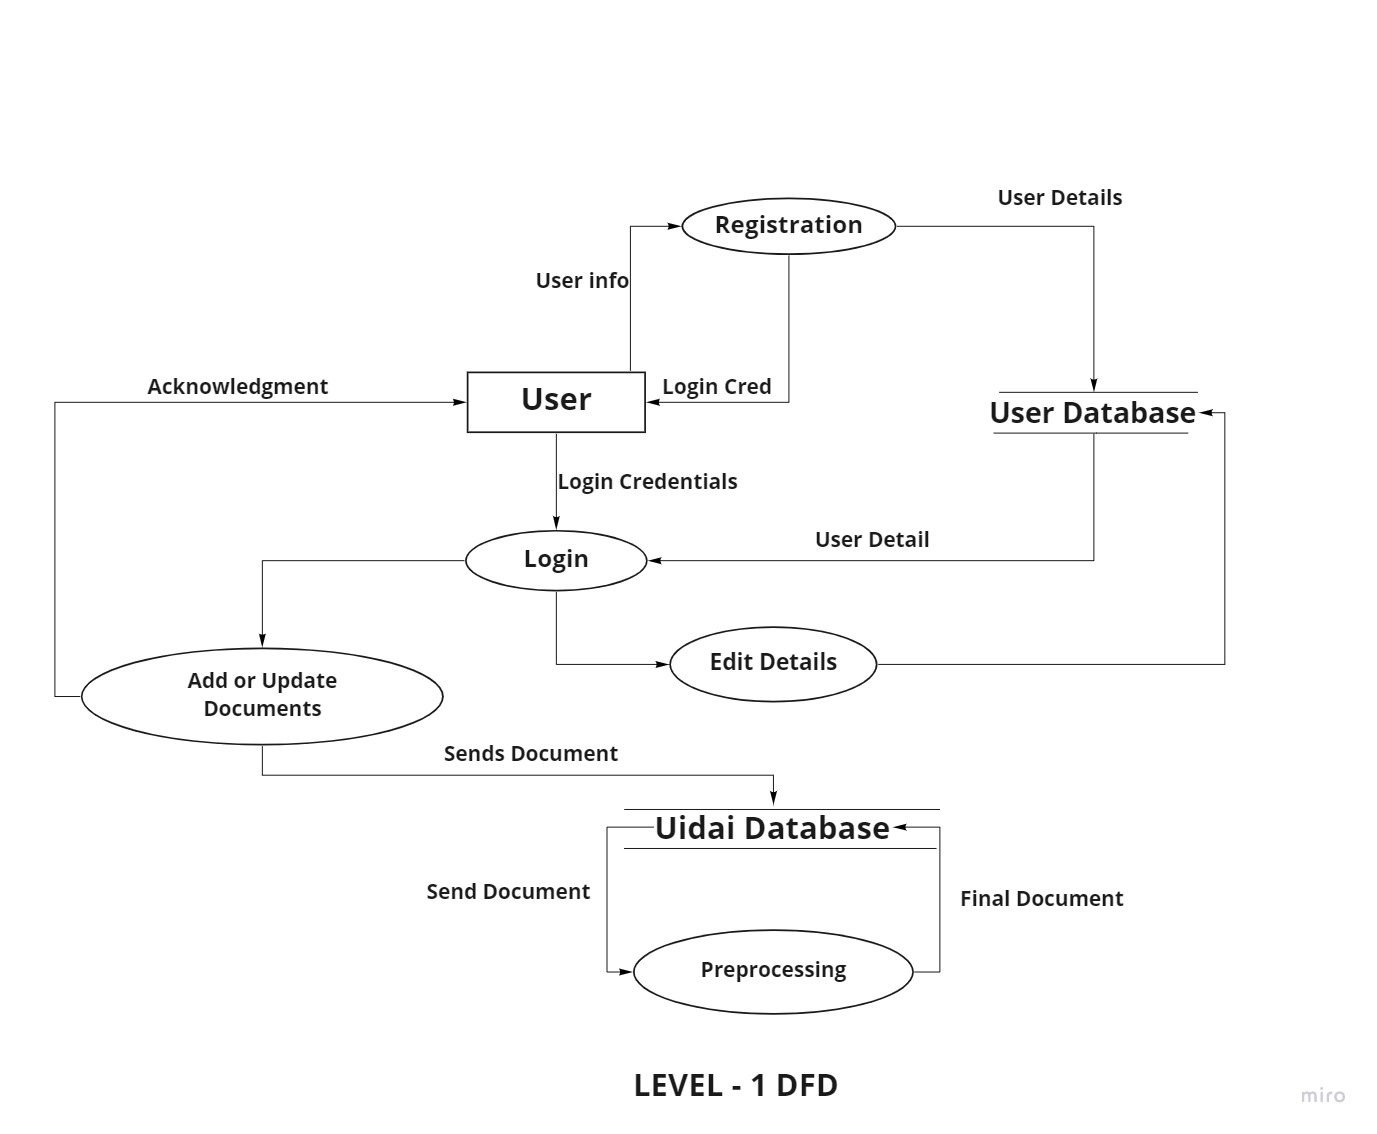 User Details
Registration
User info
Acknowledgment
Login Cred
User
User Database
Login Credentials
User Detail
Login
Edit Details
Add or Update
Documents
Sends Document
Uidai Database
Send Document
Final Document
Preprocessing
LEVEL - 1 DFD
miro